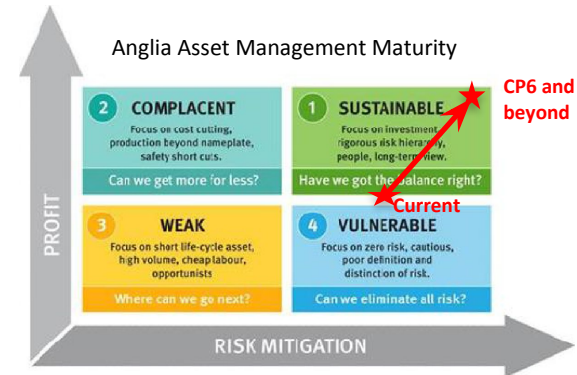 Anglia Asset Management Maturity
CP6 and
beyond
2 COMPLACENT
Focus on cost cutting,
production beyond nameplate,
safety short cuts.
Can we get more for less?
1 SUSTAINABLE
Focus on investment
rigorous risk hierarchy,
people, long-term view.
Have we got the balance right?
Current
3 WEAK
Focus on short life-cycle asset,
high volume, cheap labour,
opportunists
Where can we go next?
4 VULNERABLE
Focus on zero risk, cautious,
poor definition and
distinction of risk.
Can we eliminate all risk?
PROFIT
RISK MITIGATION